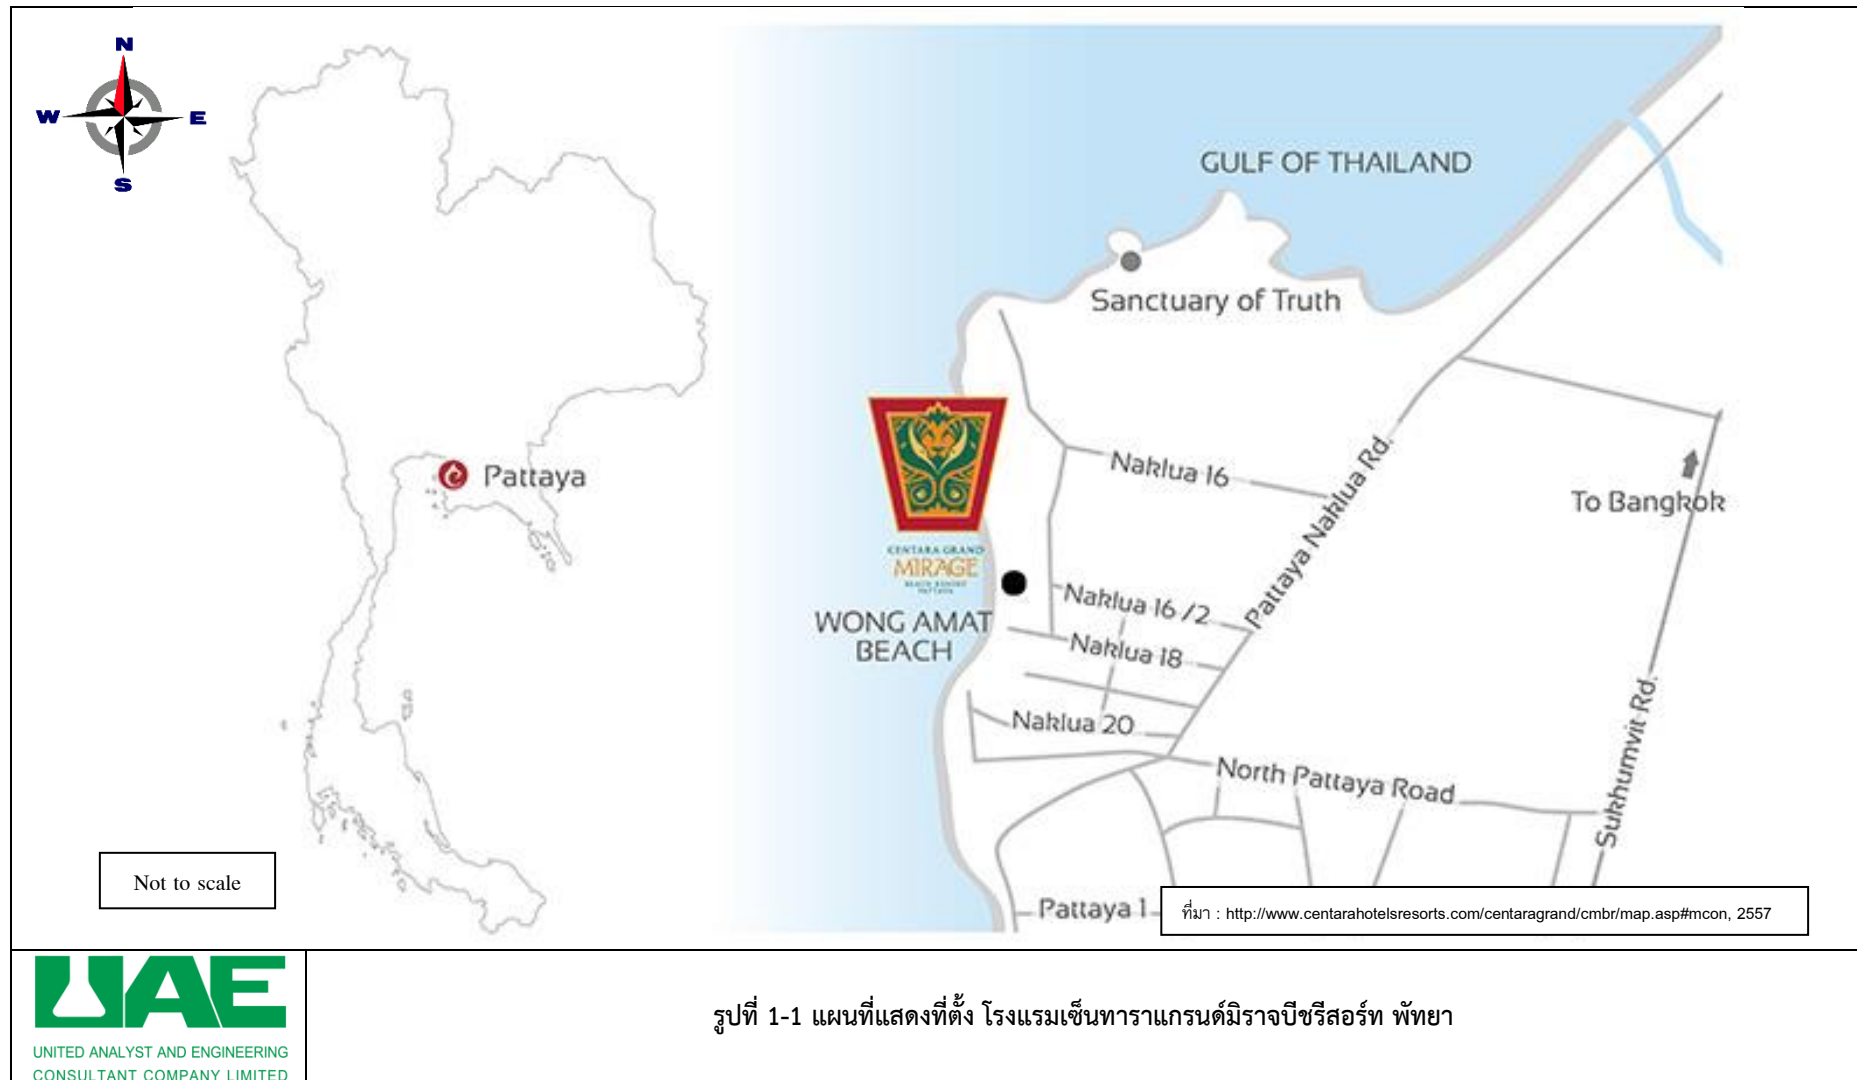 N
W
E
S
GULF OF THAILAND
Sanctuary of Truth
Pattaya
Naklua 16
Pattaya Naklua Rd.
To Bangkok
CENTARA GRAND
MIRAGE
BEACH RESORT
PATTAYA
WONG AMAT
BEACH
Naklua 16 /2
Naklua 18
Naklua 20
North Pattaya Road
Sukhumvit Rd.
Not to scale
Pattaya 1
ที่มา : http://www.centarahotelsresorts.com/centaragrand/cmbr/map.asp#mcon, 2557
UAE
UNITED ANALYST AND ENGINEERING
CONSULTANT COMPANY LIMITED
รูปที่ 1-1 แผนที่แสดงที่ตั้ง โรงแรมเซ็นทาราแกรนด์มิราจบีชรีสอร์ท พัทยา